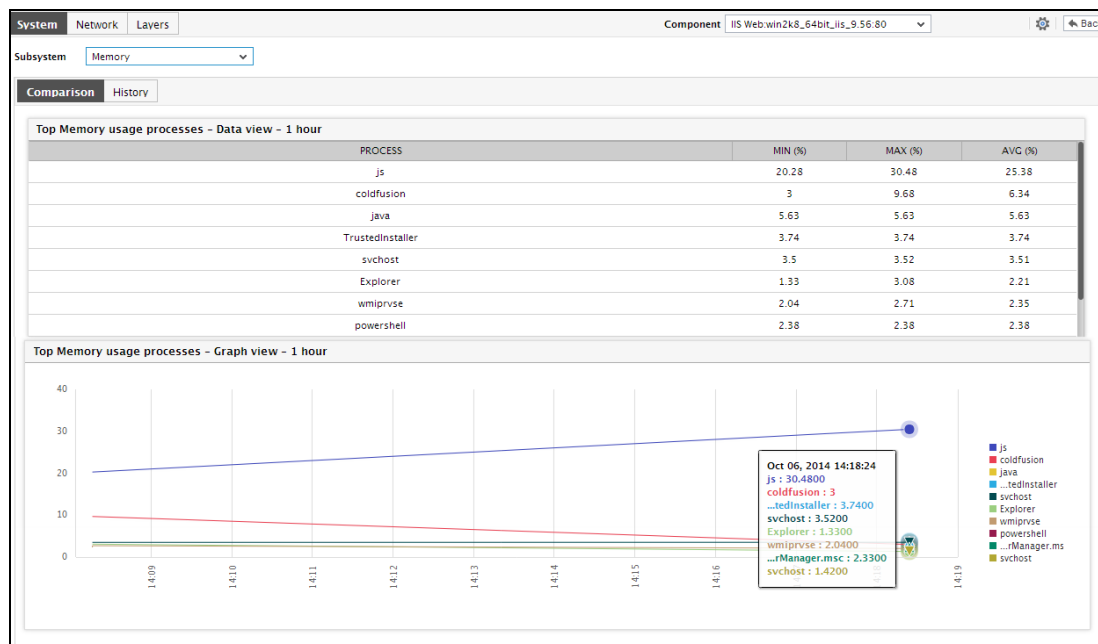 System Network Layers Component IIS Web:win2k8_64bit_iis_9.56:80 Bac
Subsystem Memory
Comparison History
Top Memory usage processes - Data view - 1 hour
PROCESS MIN (%) MAX (%) AVG (%)
js 20.28 30.48 25.38
coldfusion 3 9.68 6.34
java 5.63 5.63 5.63
TrustedInstaller 3.74 3.74 3.74
svchost 3.5 3.52 3.51
Explorer 1.33 3.08 2.21
wmiprvse 2.04 2.71 2.35
powershell 2.38 2.38 2.38
Top Memory usage processes - Graph view - 1 hour
40
30
20
10
0
14:09 14:10 14:11 14:12 14:13 14:14 14:15 14:16 14:19
Oct 06, 2014 14:18:24
js : 30.4800
coldfusion : 3
...tedInstaller : 3.7400
svchost : 3.5200
Explorer : 1.3300
wmiprvse : 2.0400
...rManager.msc : 2.3300
svchost : 1.4200
js
coldfusion
java
...tedInstaller
svchost
Explorer
wmiprvse
powershell
...rManager.ms
svchost